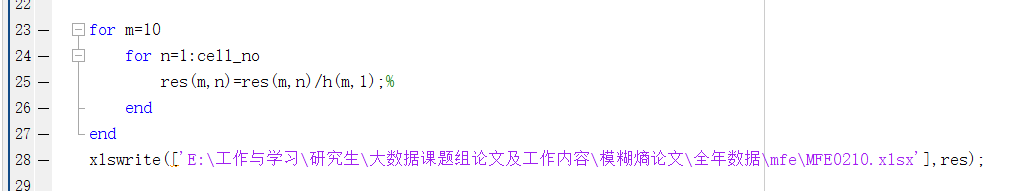 22
23 — for m=10
24 — for n=1:cell_no
25 — res(m,n)=res(m,n)/h(m,1);%
26 — end
27 — end
28 — xlswrite(['E:\工作与学习\研究生\大数据课题组论文及工作内容\模糊熵论文\全年数据\mfe\MFE0210.xlsx'],res);
29